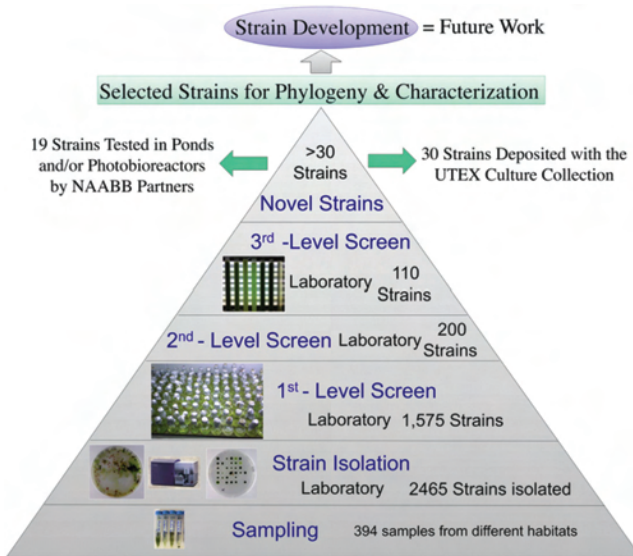 Strain Development = Future Work
Selected Strains for Phylogeny & Characterization
19 Strains Tested in Ponds
and/or Photobioreactors
by NAABB Partners
>30
Strains
30 Strains Deposited with the
UTEX Culture Collection
Novel Strains
3rd -Level Screen
Laboratory 110
Strains
2nd - Level Screen Laboratory 200
Strains
1st - Level Screen
Laboratory 1,575 Strains
Strain Isolation
Laboratory 2465 Strains isolated
Sampling 394 samples from different habitats